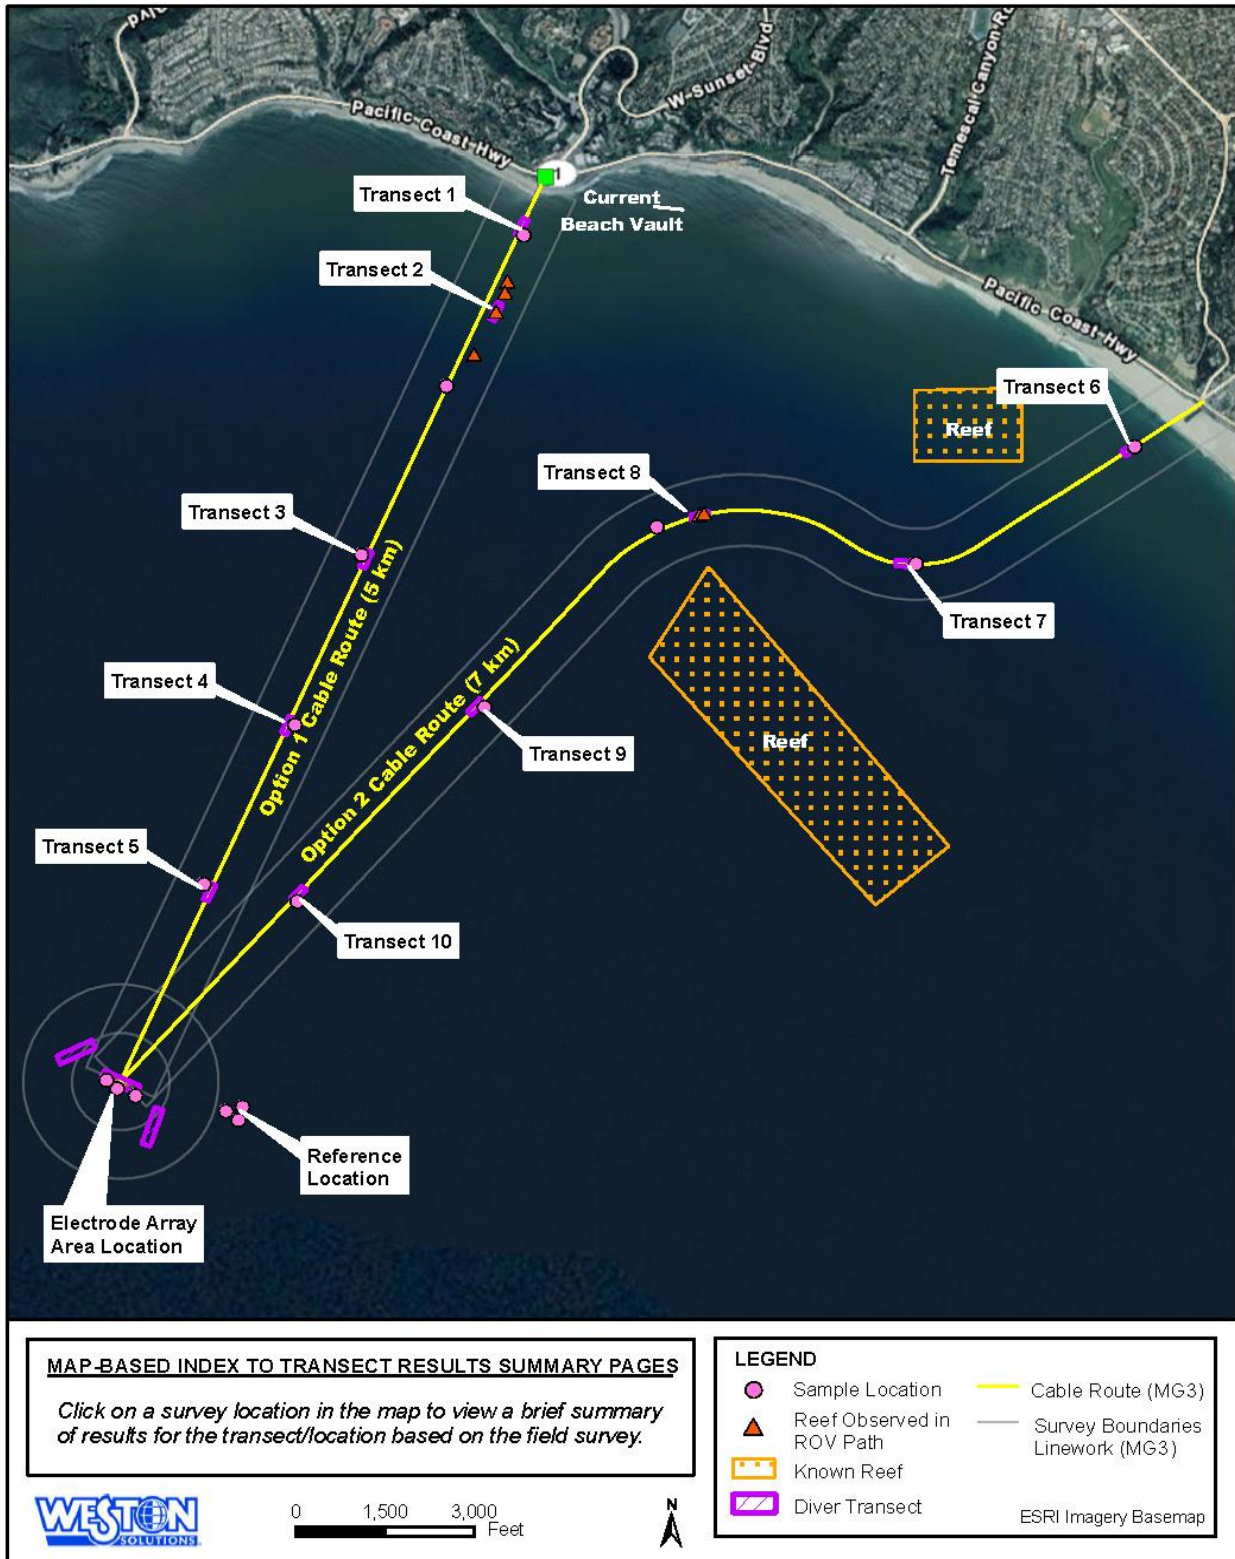 Pacific-Coast-Hwy
W-Sunset-Blvd
Temescal-Canyon-Rd
1
Current
Beach Vault
Transect 1
Transect 2
Pacific-Coast-Hwy
Transect 6
Reef
Transect 8
Transect 3
Transect 7
Option 1 Cable Route (5 km)
Transect 4
Option 2 Cable Route (7 km)
Transect 9
Reef
Transect 5
Transect 10
Reference
Location
Electrode Array
Area Location
MAP-BASED INDEX TO TRANSECT RESULTS SUMMARY PAGES
Click on a survey location in the map to view a brief summary
of results for the transect/location based on the field survey.
LEGEND
Sample Location
Reef Observed in
ROV Path
Known Reef
Diver Transect
Cable Route (MG3)
Survey Boundaries
Linework (MG3)
ESRI Imagery Basemap
WESTON
SOLUTIONS
0 1,500 3,000
Feet
N